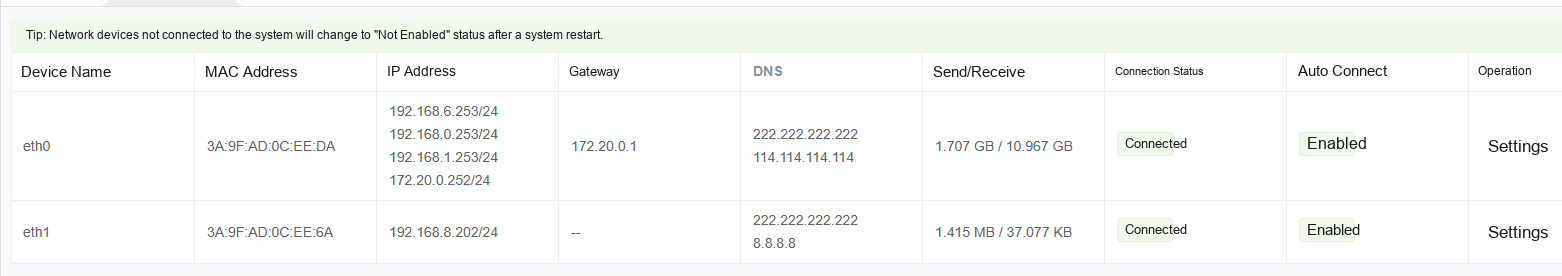 Tip: Network devices not connected to the system will change to "Not Enabled" status after a system restart.
Device Name MAC Address IP Address Gateway DNS Send/Receive Connection Status Auto Connect Operation
eth0 3A:9F:AD:0C:EE:DA 192.168.6.253/24 172.20.0.1 222.222.222.222 1.707 GB / 10.967 GB Connected Enabled Settings
192.168.0.253/24 114.114.114.114
192.168.1.253/24
172.20.0.252/24
eth1 3A:9F:AD:0C:EE:6A 192.168.8.202/24 -- 222.222.222.222 1.415 MB / 37.077 KB Connected Enabled Settings
8.8.8.8